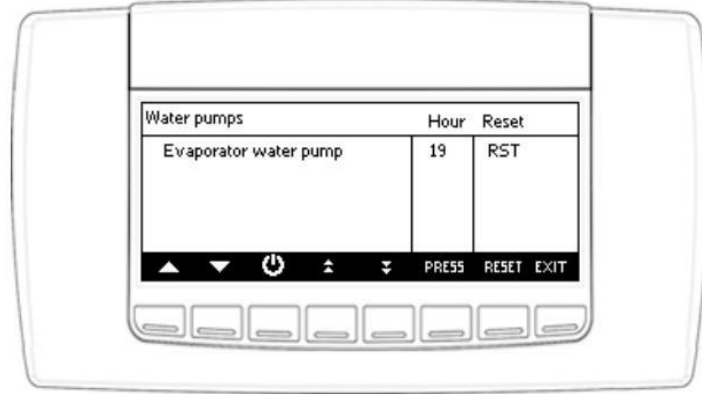 Water pumps Hour Reset
Evaporator water pump 19 RST
PRESS RESET EXIT